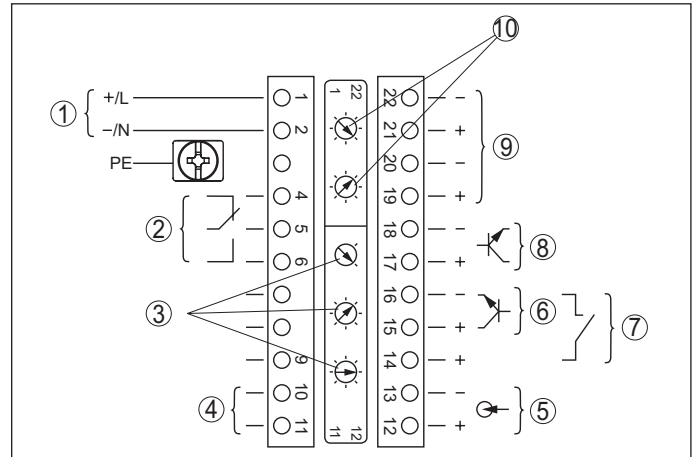 ⑩
① +/L 1 1 22 22 − ⑨
−/N 2 21 +
PE 20 −
② 4 19 +
5 18 − ⑧
6 17 +
③ 16 − ⑥ ⑦
15 +
9 14 +
④ 10 13 − ⑤
11 11 12 12 +